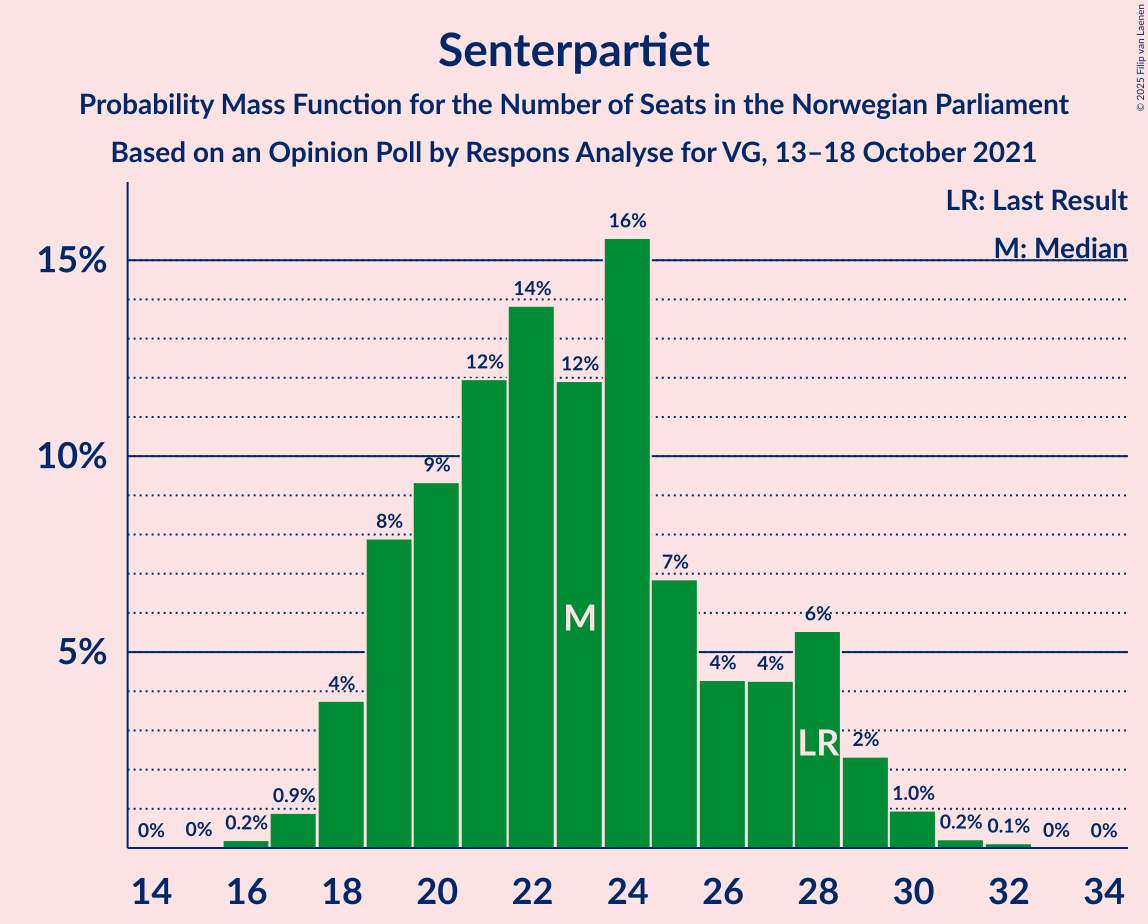 Senterpartiet
Probability Mass Function for the Number of Seats in the Norwegian Parliament
Based on an Opinion Poll by Respons Analyse for VG, 13–18 October 2021
© 2025 Filip van Laenen
LR: Last Result
M: Median
15%
10%
5%
0%
0%
0.2%
0.9%
4%
8%
9%
12%
14%
12%
16%
7%
4%
4%
6%
2%
1.0%
0.2%
0.1%
0%
0%
M
LR
14 16 18 20 22 24 26 28 30 32 34